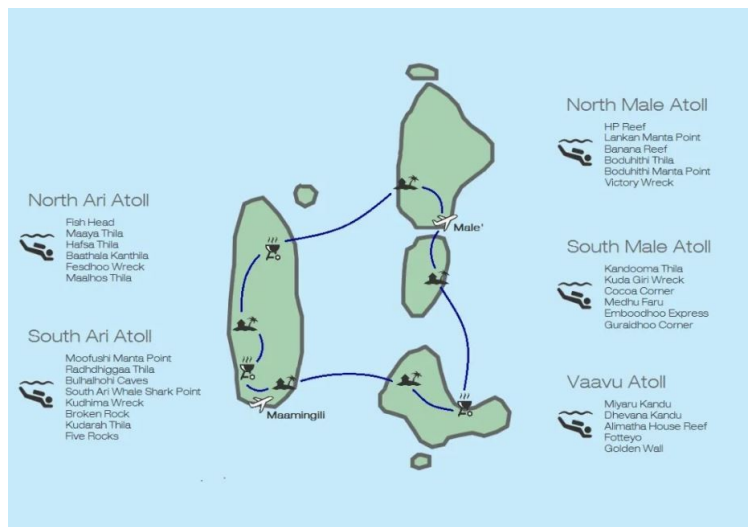 North Ari Atoll
Fish Head
Maaya Thila
Hafsa Thila
Baathala Kanthila
Fesdhoo Wreck
Maalhos Thila
South Ari Atoll
Moofushi Manta Point
Radhdhiggaa Thila
Bulhalhohi Caves
South Ari Whale Shark Point
Kudhima Wreck
Broken Rock
Kudarah Thila
Five Rocks
Male'
Maamingili
North Male Atoll
HP Reef
Lankan Manta Point
Banana Reef
Boduhithi Thila
Boduhithi Manta Point
Victory Wreck
South Male Atoll
Kandooma Thila
Kuda Giri Wreck
Cocoa Corner
Medhu Faru
Emboodhoo Express
Guraidhoo Corner
Vaavu Atoll
Miyaru Kandu
Dhevana Kandu
Alimatha House Reef
Fotteyo
Golden Wall